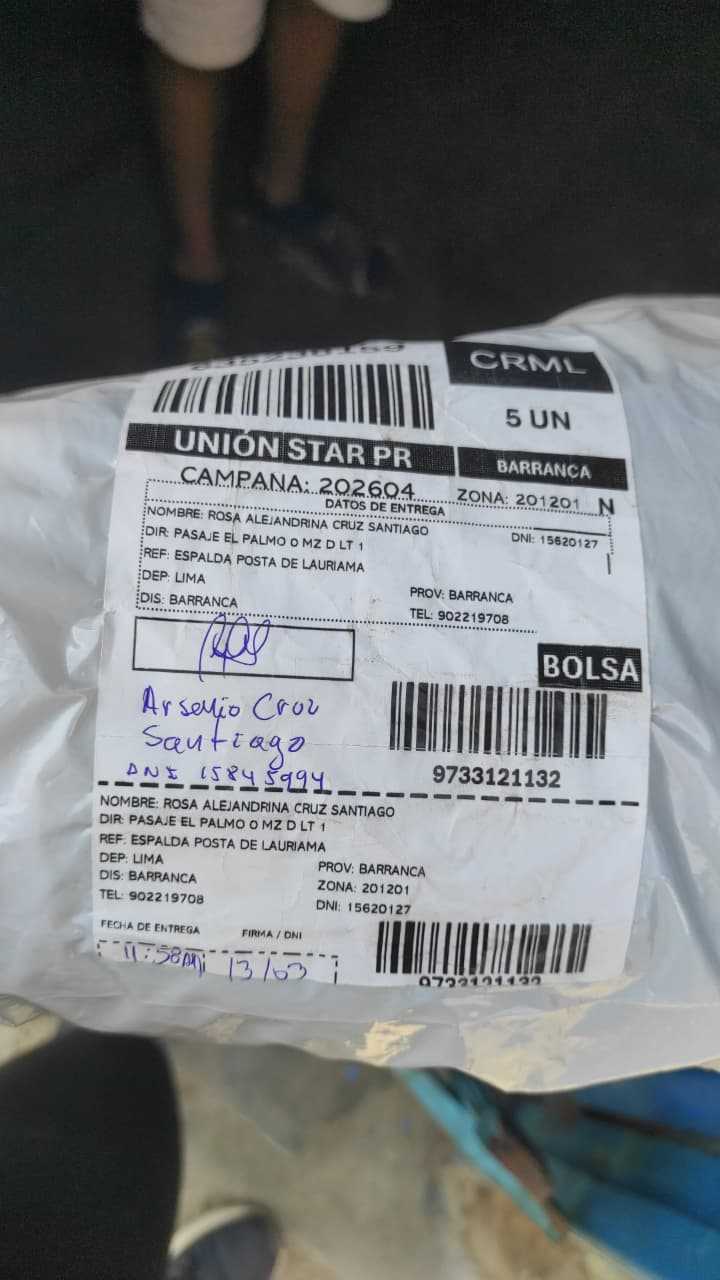 CRML
5 UN
UNIÓN STAR PR
BARRANCA
CAMPAÑA: 202604
ZONA: 201201 N
DATOS DE ENTREGA
NOMBRE: ROSA ALEJANDRINA CRUZ SANTIAGO
DNI: 15620127
DIR: PASAJE EL PALMO 0 MZ D LT 1
REF: ESPALDA POSTA DE LAURIAMA
DEP: LIMA
PROV: BARRANCA
DIS: BARRANCA
TEL: 902219708
BOLSA
Arsenio Cruz
Santiago
DNI 15845994
9733121132
NOMBRE: ROSA ALEJANDRINA CRUZ SANTIAGO
DIR: PASAJE EL PALMO 0 MZ D LT 1
REF: ESPALDA POSTA DE LAURIAMA
DEP: LIMA
PROV: BARRANCA
DIS: BARRANCA
ZONA: 201201
TEL: 902219708
DNI: 15620127
FECHA DE ENTREGA
FIRMA / DNI
11:58AM 13/03
9733121132